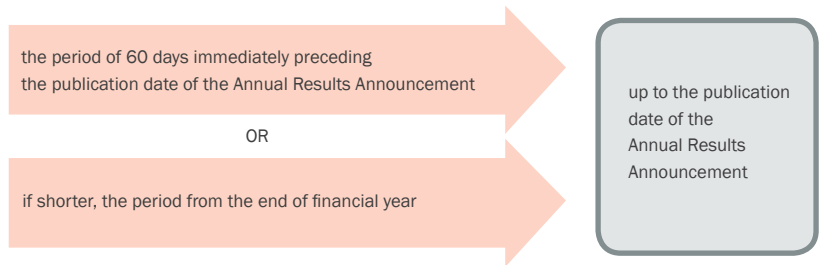 the period of 60 days immediately preceding
the publication date of the Annual Results Announcement
OR
if shorter, the period from the end of financial year
up to the publication
date of the
Annual Results
Announcement